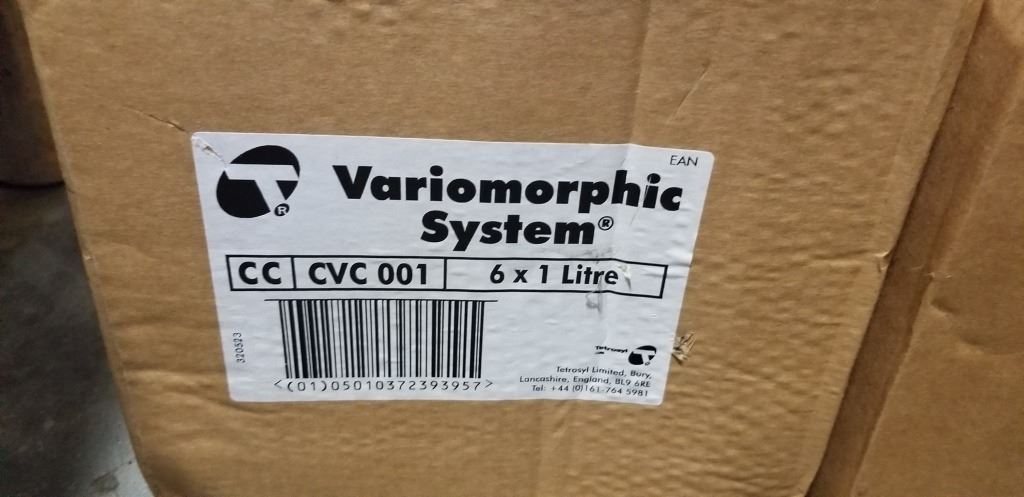 EAN
T®
Variomorphic
System®
CC CVC 001 6 x 1 Litre
320523
<(01)05010372393957>
Tetrosyl
Tetrosyl Limited, Bury,
Lancashire, England, BL9 6RE
Tel: +44 (0)161-764 5981